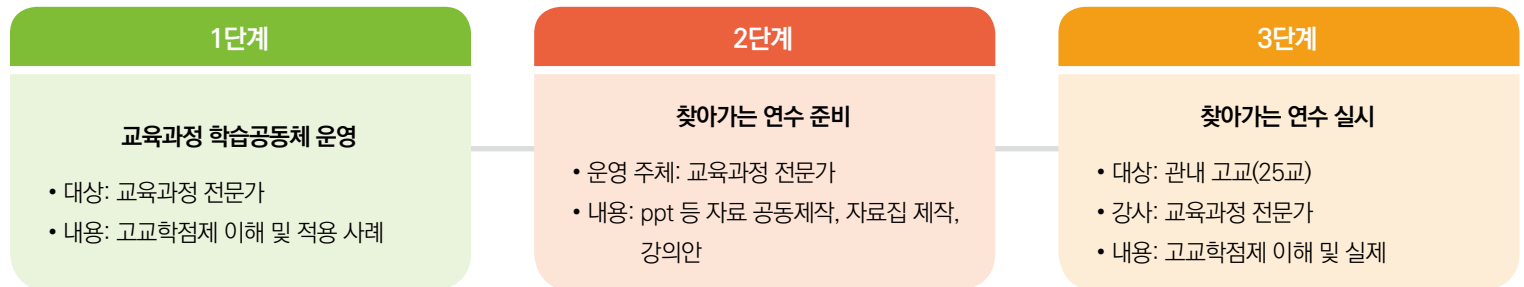 1단계
교육과정 학습공동체 운영
• 대상: 교육과정 전문가
• 내용: 고교학점제 이해 및 적용 사례
2단계
찾아가는 연수 준비
• 운영 주체: 교육과정 전문가
• 내용: ppt 등 자료 공동제작, 자료집 제작,
강의안
3단계
찾아가는 연수 실시
• 대상: 관내 고교(25교)
• 강사: 교육과정 전문가
• 내용: 고교학점제 이해 및 실제